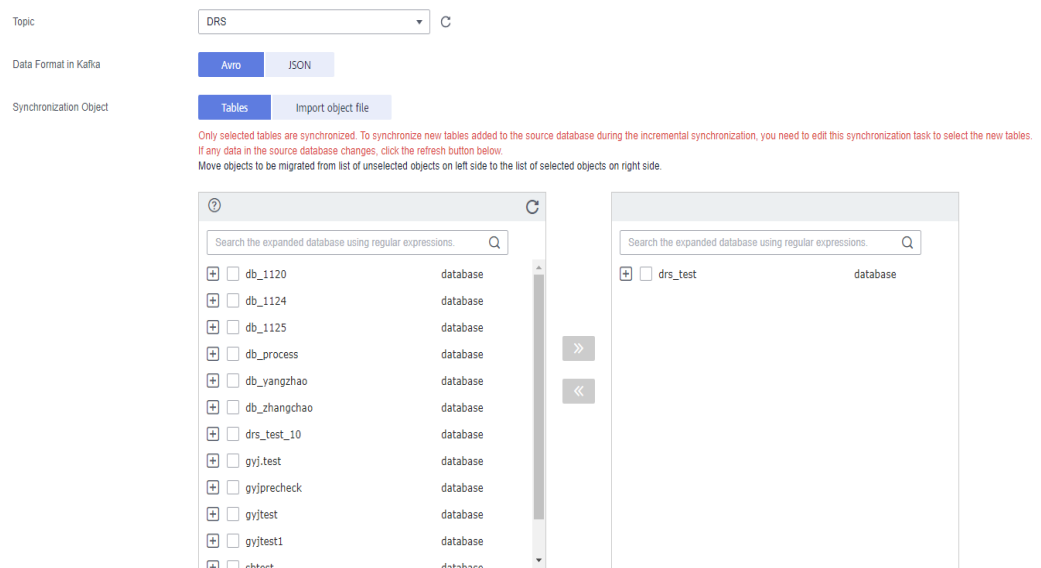 Topic
DRS
Data Format in Kafka
Avro JSON
Synchronization Object
Tables Import object file
Only selected tables are synchronized. To synchronize new tables added to the source database during the incremental synchronization, you need to edit this synchronization task to select the new tables.
If any data in the source database changes, click the refresh button below.
Move objects to be migrated from list of unselected objects on left side to the list of selected objects on right side.
Search the expanded database using regular expressions.
db_1120 database
db_1124 database
db_1125 database
db_process database
db_yangzhao database
db_zhangchao database
drs_test_10 database
gyj.test database
gyjprecheck database
gyjtest database
gyjtest1 database
database
Search the expanded database using regular expressions.
drs_test database